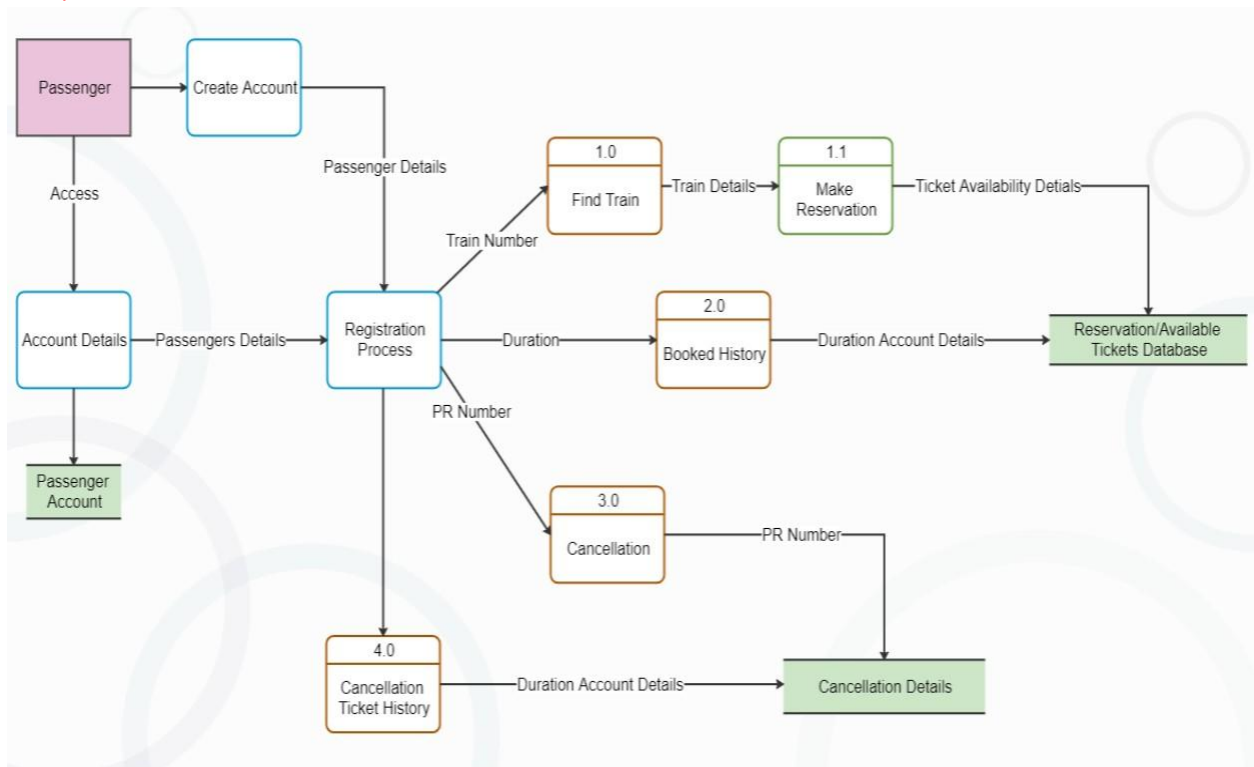 Passenger
Create Account
Passenger Details
Access
1.0
Find Train
Train Details
1.1
Make
Reservation
Ticket Availability Detials
Train Number
Account Details
Passengers Details
Registration
Process
Duration
2.0
Booked History
Duration Account Details
Reservation/Available
Tickets Database
PR Number
Passenger
Account
3.0
Cancellation
PR Number
4.0
Cancellation
Ticket History
Duration Account Details
Cancellation Details